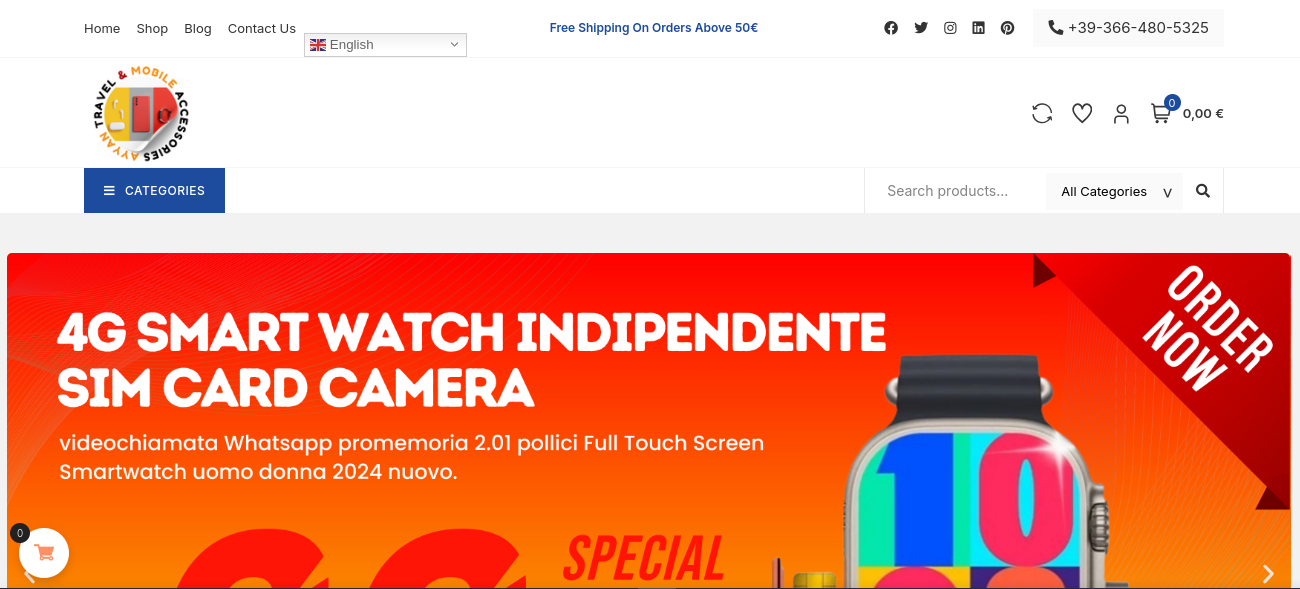 Home Shop Blog Contact Us
English
Free Shipping On Orders Above 50€
+39-366-480-5325
TRAVEL & MOBILE ACCESSORIES AYYAN
0
0,00 €
CATEGORIES
Search products...
All Categories
ORDER
NOW
4G SMART WATCH INDIPENDENTE
SIM CARD CAMERA
videochiamata Whatsapp promemoria 2.01 pollici Full Touch Screen
Smartwatch uomo donna 2024 nuovo.
10
SPECIAL
0